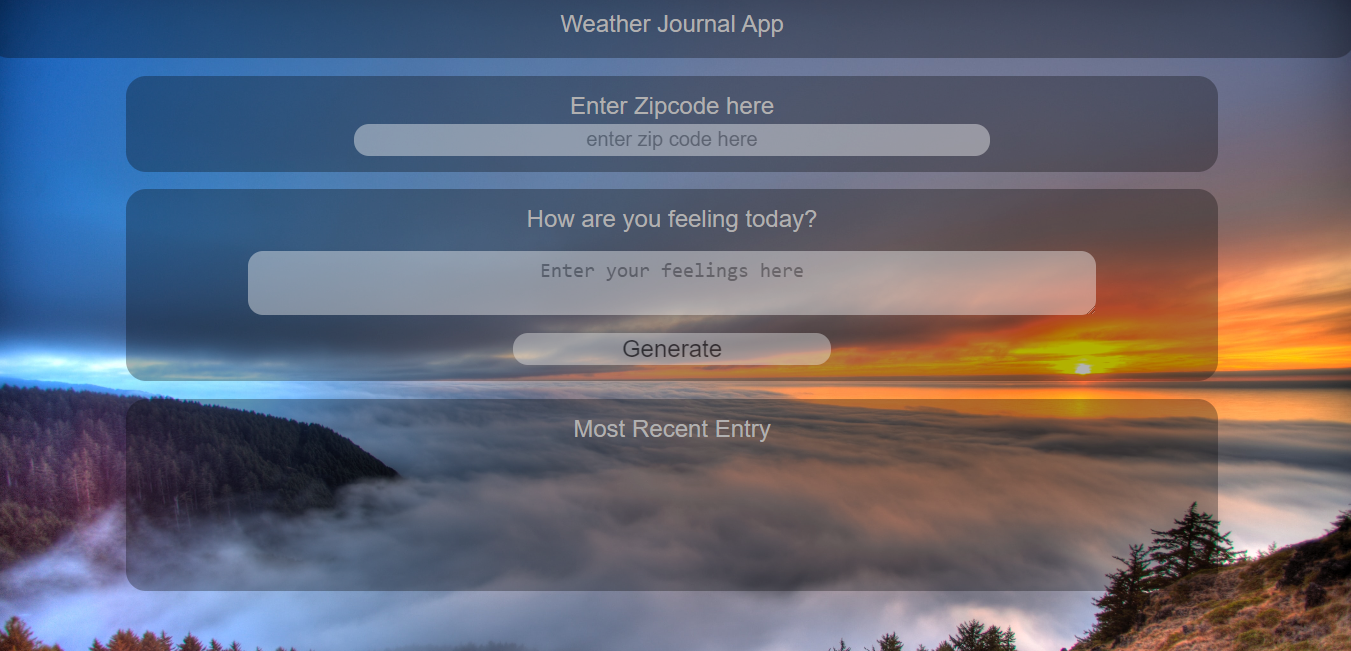 Weather Journal App
Enter Zipcode here
enter zip code here
How are you feeling today?
Enter your feelings here
Generate
Most Recent Entry